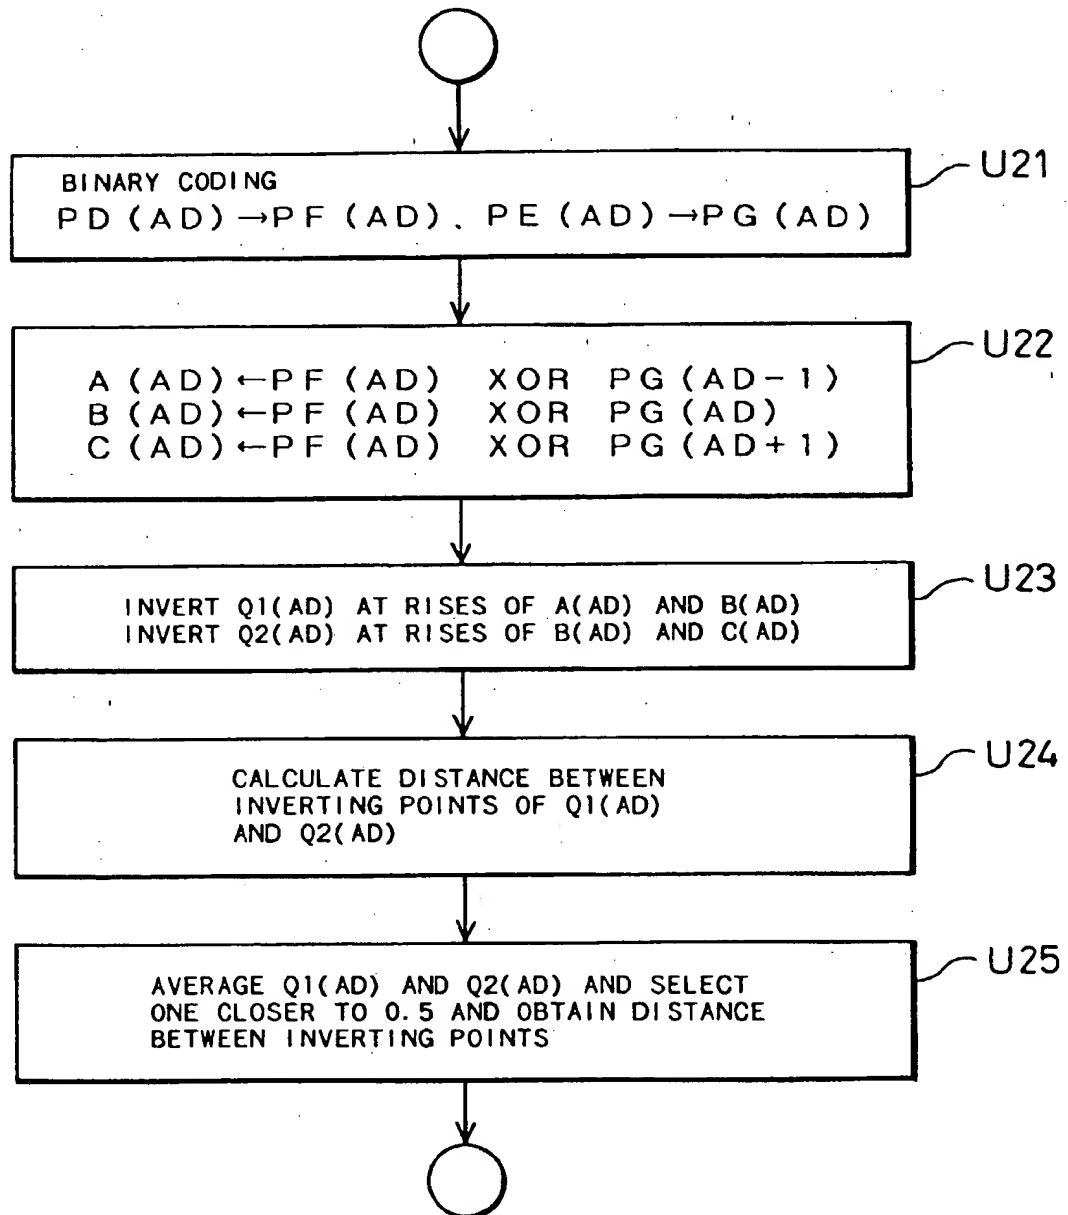 U21
BINARY CODING
PD(AD)→PF(AD). PE(AD)→PG(AD)
U22
A(AD)←PF(AD) XOR PG(AD-1)
B(AD)←PF(AD) XOR PG(AD)
C(AD)←PF(AD) XOR PG(AD+1)
U23
INVERT Q1(AD) AT RISES OF A(AD) AND B(AD)
INVERT Q2(AD) AT RISES OF B(AD) AND C(AD)
U24
CALCULATE DISTANCE BETWEEN
INVERTING POINTS OF Q1(AD)
AND Q2(AD)
U25
AVERAGE Q1(AD) AND Q2(AD) AND SELECT
ONE CLOSER TO 0.5 AND OBTAIN DISTANCE
BETWEEN INVERTING POINTS